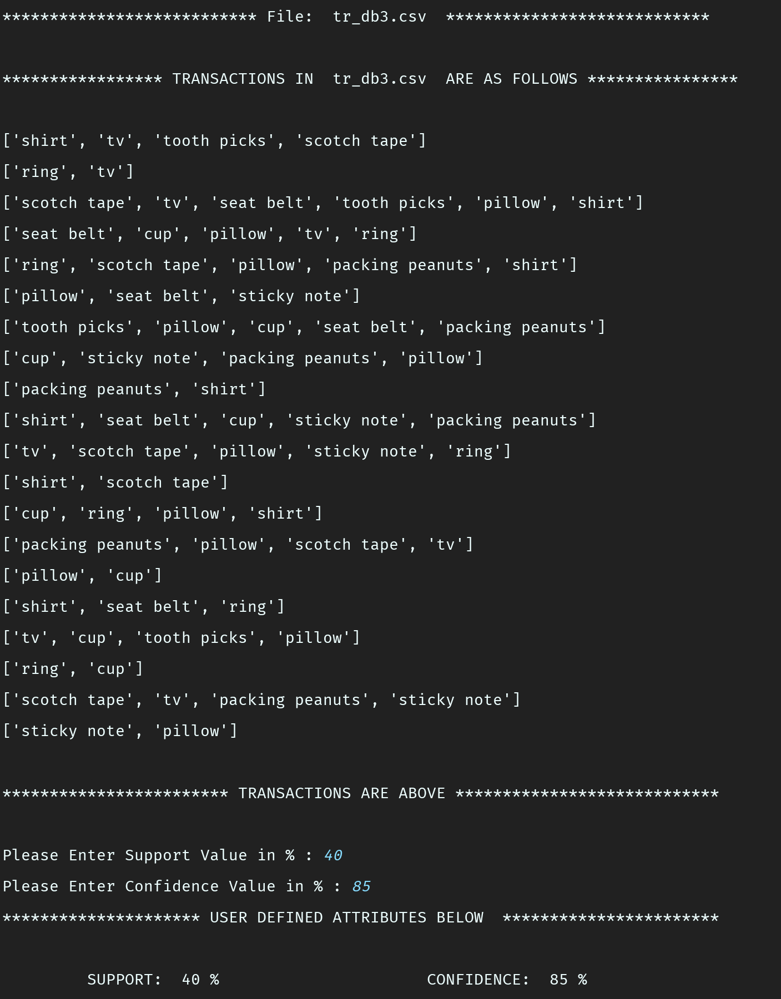 *************************** File:  tr_db3.csv  ****************************
***************** TRANSACTIONS IN  tr_db3.csv  ARE AS FOLLOWS ****************
['shirt', 'tv', 'tooth picks', 'scotch tape']
['ring', 'tv']
['scotch tape', 'tv', 'seat belt', 'tooth picks', 'pillow', 'shirt']
['seat belt', 'cup', 'pillow', 'tv', 'ring']
['ring', 'scotch tape', 'pillow', 'packing peanuts', 'shirt']
['pillow', 'seat belt', 'sticky note']
['tooth picks', 'pillow', 'cup', 'seat belt', 'packing peanuts']
['cup', 'sticky note', 'packing peanuts', 'pillow']
['packing peanuts', 'shirt']
['shirt', 'seat belt', 'cup', 'sticky note', 'packing peanuts']
['tv', 'scotch tape', 'pillow', 'sticky note', 'ring']
['shirt', 'scotch tape']
['cup', 'ring', 'pillow', 'shirt']
['packing peanuts', 'pillow', 'scotch tape', 'tv']
['pillow', 'cup']
['shirt', 'seat belt', 'ring']
['tv', 'cup', 'tooth picks', 'pillow']
['ring', 'cup']
['scotch tape', 'tv', 'packing peanuts', 'sticky note']
['sticky note', 'pillow']
************************ TRANSACTIONS ARE ABOVE ****************************
Please Enter Support Value in % : 40
Please Enter Confidence Value in % : 85
********************* USER DEFINED ATTRIBUTES BELOW  ***********************
SUPPORT:  40 %                      CONFIDENCE:  85 %